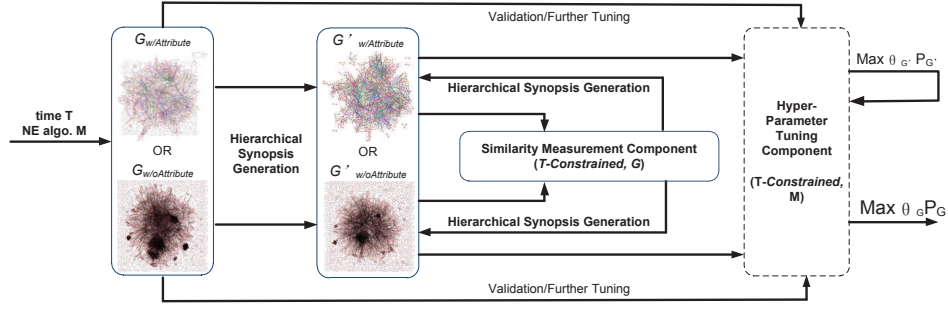 Validation/Further Tuning
G w/Attribute
G' w/Attribute
time T
NE algo. M
OR
Hierarchical
Synopsis
Generation
OR
G w/oAttribute
G' w/oAttribute
Hierarchical Synopsis Generation
Similarity Measurement Component
(T-Constrained, G)
Hierarchical Synopsis Generation
Hyper-
Parameter
Tuning
Component
(T-Constrained,
M)
Max θ G' P G'
Max θ G P G
Validation/Further Tuning